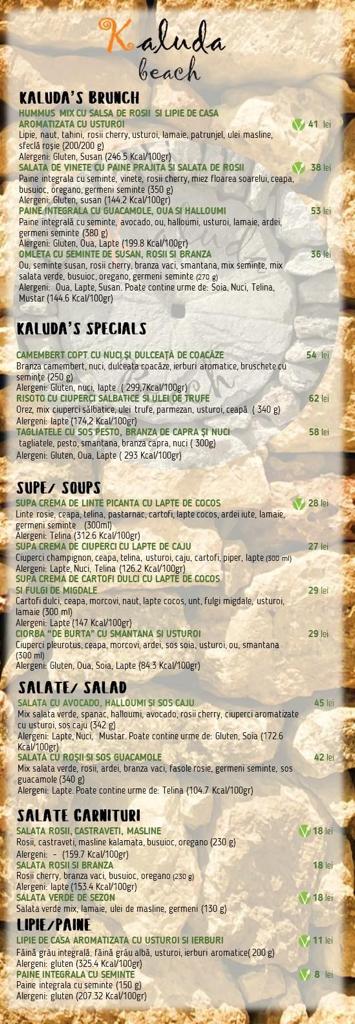 Kaluda
beach
KALUDA'S BRUNCH
HUMMUS MIX CU SALSA DE ROSII SI LIPIE DE CASA
AROMATIZATA CU USTUROI 41 lei
Lipie, naut, tahini, rosii cherry, usturoi, lamaie, patrunjel, ulei masline,
sfeclă roșie (200/200 g)
Alergeni: Gluten, Susan (246.5 Kcal/100gr)
SALATA DE VINETE CU PAINE PRAJITA SI SALATA DE ROSII 38 lei
Paine integrala cu seminte, vinete, rosii cherry, miez floarea soarelui, ceapa,
busuioc, oregano, germeni seminte (350 g)
Alergeni: Gluten, susan (144.2 Kcal/100gr)
PAINE INTEGRALA CU GUACAMOLE, OUA SI HALLOUMI 53 lei
Paine integrală cu seminte, avocado, ou, halloumi, usturoi, lamaie, ardei,
germeni seminte (380 g)
Alergeni: Gluten, Oua, Lapte (199.8 Kcal/100gr)
OMLETA CU SEMINTE DE SUSAN, ROSII SI BRANZA 36 lei
Ou, seminte susan, rosii cherry, branza vaci, smantana, mix seminte, mix
salata verde, busuioc, oregano, germeni seminte (270 g)
Alergeni: Oua, Lapte, Susan. Poate contine urme de: Soia, Nuci, Telina,
Mustar (144.6 Kcal/100gr)
KALUDA'S SPECIALS
CAMEMBERT COPT CU NUCI ȘI DULCEAȚĂ DE COACĂZE 54 lei
Branza camembert, nuci, dulceata coacăze, ierburi aromatice, bruschete cu
semințe (250 g)
Alergeni: Gluten, nuci, lapte ( 299,7Kcal/100gr)
RISOTO CU CIUPERCI SALBATICE SI ULEI DE TRUFE 62 lei
Orez, mix ciuperci sălbatice, ulei trufe, parmezan, usturoi, ceapă ( 340 g)
Alergeni: lapte (174,2 Kcal/100gr)
TAGLIATELE CU SOS PESTO, BRANZA DE CAPRA SI NUCI 58 lei
tagliatele, pesto, smantana, branza capra, nuci ( 300g)
Alergeni: Gluten, Oua, Lapte ( 293 Kcal/100gr)
SUPE/ SOUPS
SUPA CREMA DE LINTE PICANTA CU LAPTE DE COCOS 28 lei
Linte rosie, ceapa, telina, pastarnac, cartofi, lapte cocos, ardei iute, lamaie,
germeni seminte (300ml)
Alergeni: Telina (312.6 Kcal/100gr)
SUPA CREMA DE CIUPERCI CU LAPTE DE CAJU 27 lei
Ciuperci champignon, ceapa, telina, usturoi, caju, cartofi, piper, lapte (300 ml)
Alergeni: Lapte, Nuci, Telina (126.2 Kcal/100gr)
SUPA CREMA DE CARTOFI DULCI CU LAPTE DE COCOS
SI FULGI DE MIGDALE 29 lei
Cartofi dulci, ceapa, morcovi, naut, lapte cocos, unt, fulgi migdale, usturoi,
lamaie (300 ml)
Alergeni: Lapte (147 Kcal/100gr)
CIORBA "DE BURTA" CU SMANTANA SI USTUROI 29 lei
Ciuperci pleurotus, ceapa, morcovi, ardei, sos soia, usturoi, ou, smantana
(300 ml)
Alergeni: Gluten, Oua, Soia, Lapte (84.3 Kcal/100gr)
SALATE/ SALAD
SALATA CU AVOCADO, HALLOUMI SI SOS CAJU 45 lei
Mix salata verde, spanac, halloumi, avocado, rosii cherry, ciuperci aromatizate
cu usturoi, sos caju (342 g)
Alergeni: Lapte, Nuci, Mustar. Poate contine urme de: Gluten, Soia (172.6
Kcal/100gr)
SALATA CU ROSII SI SOS GUACAMOLE 42 lei
Mix salata verde, rosii, ardei, branza vaci, fasole rosie, germeni seminte, sos
guacamole (340 g)
Alergeni: Lapte. Poate contine urme de: Telina (104.7 Kcal/100gr)
SALATE GARNITURI
SALATA ROSII, CASTRAVETI, MASLINE 18 lei
Rosii, castraveti, masline kalamata, busuioc, oregano (230 g)
Alergeni: - (159.7 Kcal/100gr)
SALATA ROSII SI BRANZA 18 lei
Rosii cherry, branza vaci, busuioc, oregano (230 g)
Alergeni: lapte (153.4 Kcal/100gr)
SALATA VERDE DE SEZON 18 lei
Salata verde mix, lamaie, ulei de masline, germeni (130 g)
LIPIE/PAINE
LIPIE DE CASA AROMATIZATA CU USTUROI SI IERBURI 11 lei
Făină grâu integrală, făină grâu albă, usturoi, ierburi aromatice( 200 g)
Alergeni: gluten (325.4 Kcal/100gr)
PAINE INTEGRALA CU SEMINTE 8 lei
Paine integrala cu seminte (150 g)
Alergeni: gluten (207.32 Kcal/100gr)